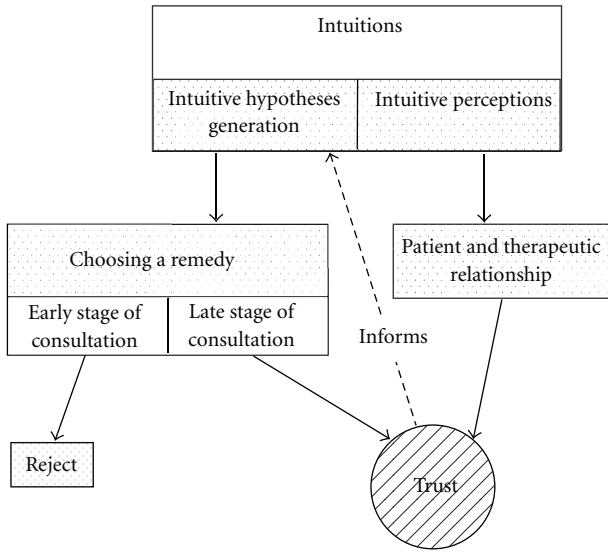 Intuitions
Intuitive hypotheses
generation
Intuitive perceptions
Choosing a remedy
Early stage of
consultation
Late stage of
consultation
Patient and therapeutic
relationship
Informs
Reject
Trust